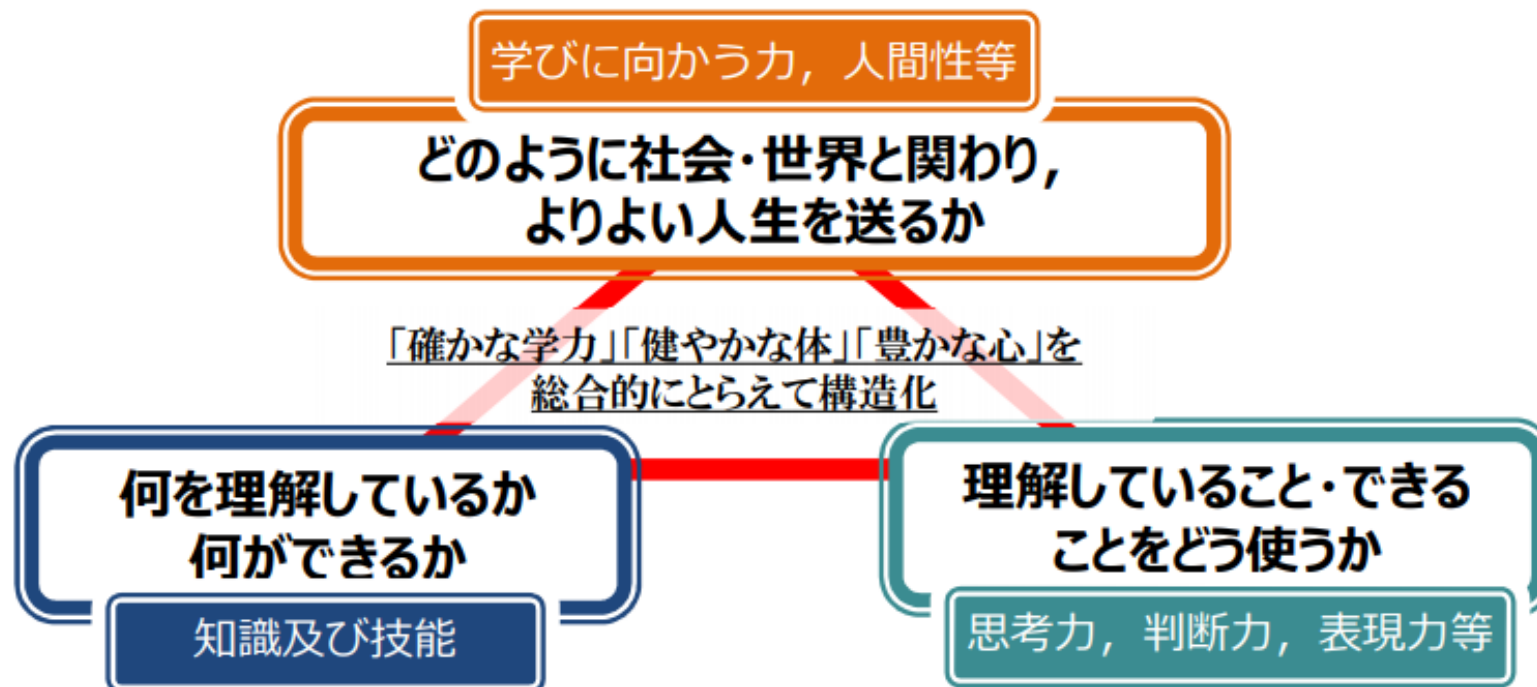 学びに向かう力，人間性等
どのように社会・世界と関わり，
よりよい人生を送るか
「確かな学力」「健やかな体」「豊かな心」を
総合的にとらえて構造化
何を理解しているか
何ができるか
知識及び技能
理解していること・できる
ことをどう使うか
思考力，判断力，表現力等